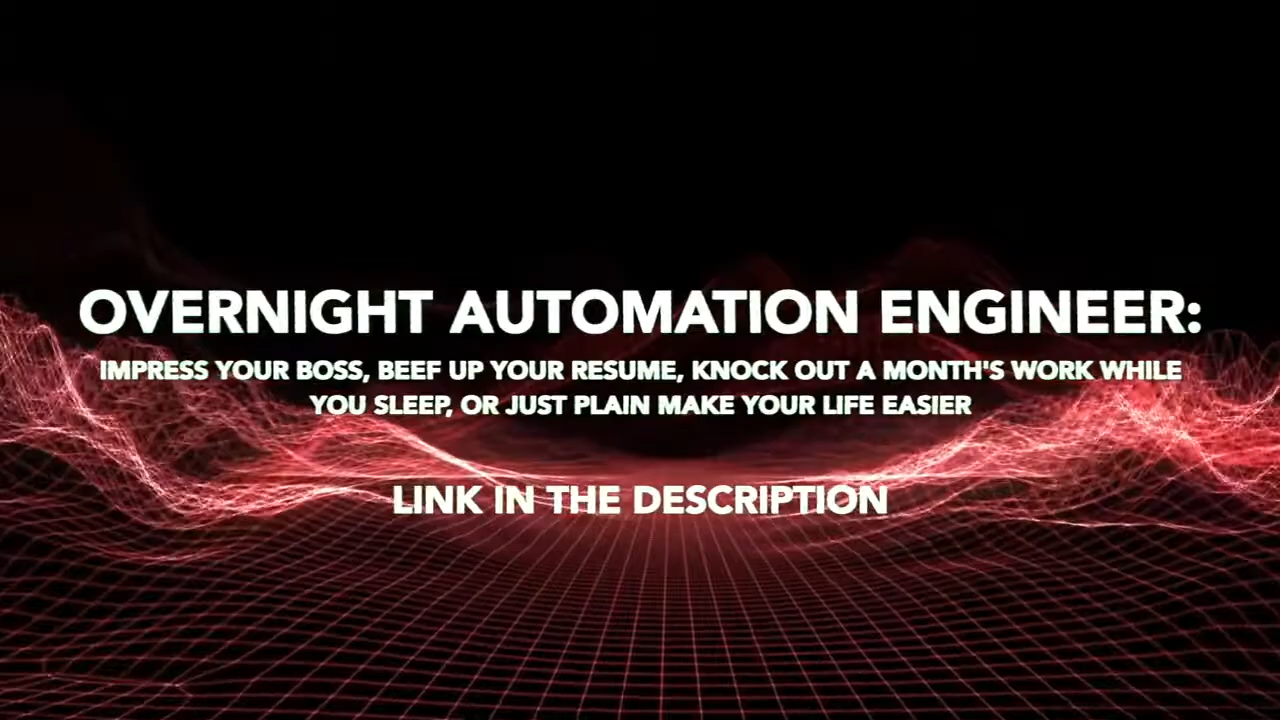 OVERNIGHT AUTOMATION ENGINEER:
IMPRESS YOUR BOSS, BEEF UP YOUR RESUME, KNOCK OUT A MONTH'S WORK WHILE
YOU SLEEP, OR JUST PLAIN MAKE YOUR LIFE EASIER
LINK IN THE DESCRIPTION